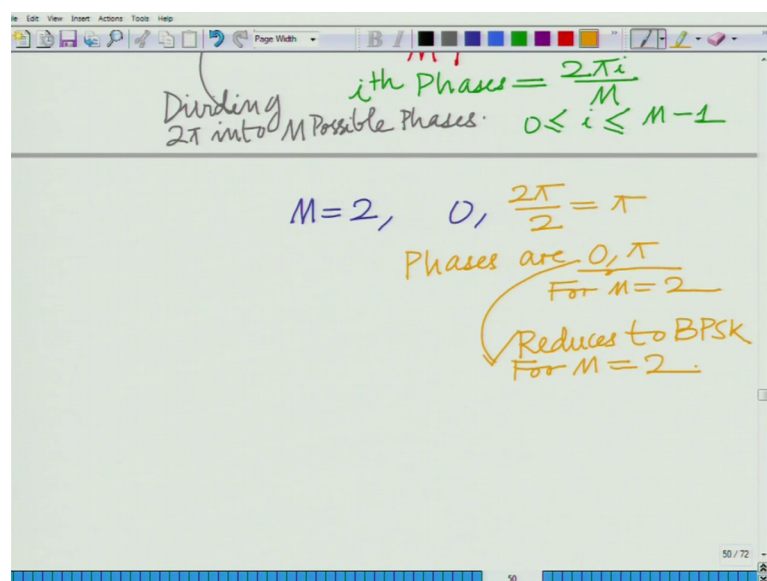 Edit View Insert Actions Tools Help
Page Width B I
ith Phases = 2πi/M
Dividing
2π into M Possible Phases. 0 ≤ i ≤ M-1
M=2, 0, 2π/2 = π
Phases are 0, π
For M=2
Reduces to BPSK
For M=2.
50 / 72
50